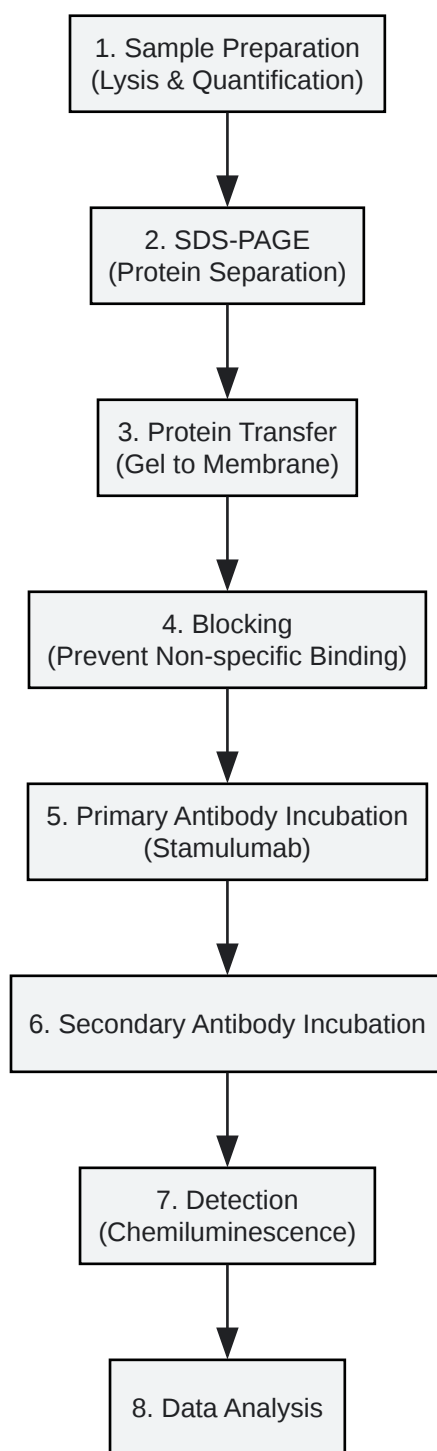 1. Sample Preparation
(Lysis & Quantification)
2. SDS-PAGE
(Protein Separation)
3. Protein Transfer
(Gel to Membrane)
4. Blocking
(Prevent Non-specific Binding)
5. Primary Antibody Incubation
(Stamulumab)
6. Secondary Antibody Incubation
7. Detection
(Chemiluminescence)
8. Data Analysis